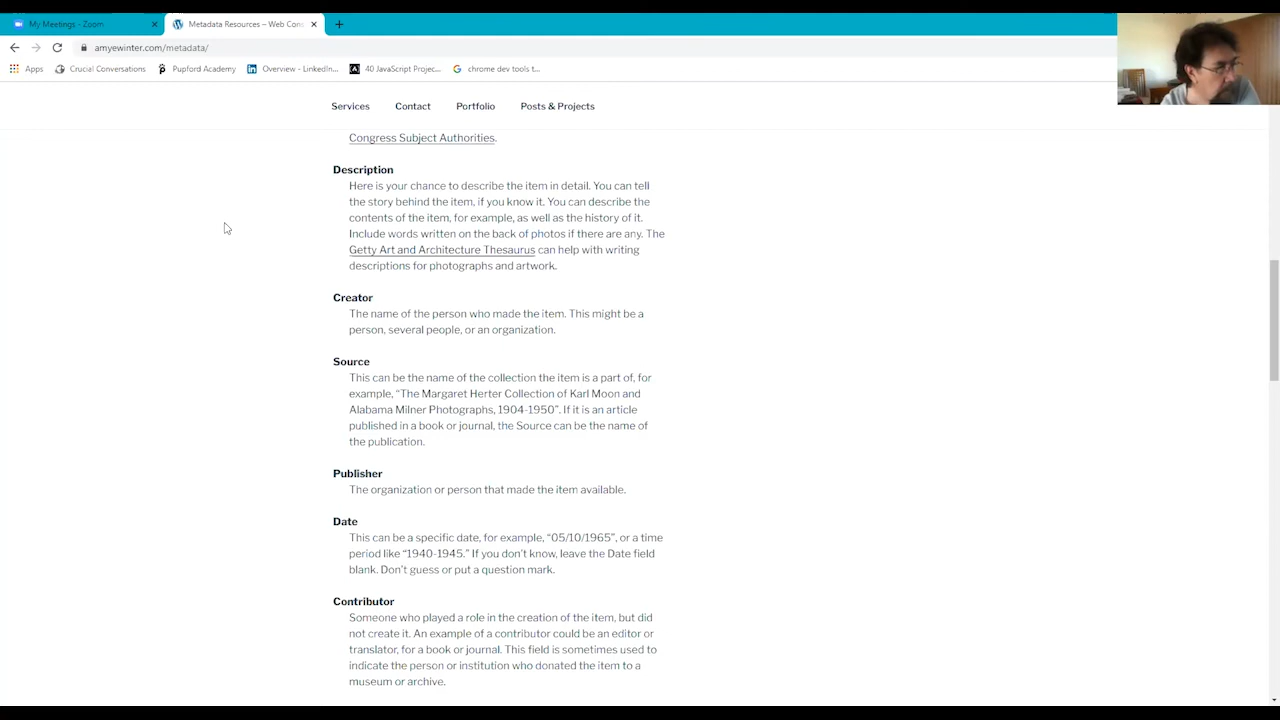 My Meetings - Zoom
Metadata Resources – Web Con
amyewinter.com/metadata/
Apps
Crucial Conversations
Pupford Academy
Overview - LinkedIn...
40 JavaScript Projec...
chrome dev tools t...
Services
Contact
Portfolio
Posts & Projects
Congress Subject Authorities.
Description
Here is your chance to describe the item in detail. You can tell
the story behind the item, if you know it. You can describe the
contents of the item, for example, as well as the history of it.
Include words written on the back of photos if there are any. The
Getty Art and Architecture Thesaurus can help with writing
descriptions for photographs and artwork.
Creator
The name of the person who made the item. This might be a
person, several people, or an organization.
Source
This can be the name of the collection the item is a part of, for
example, “The Margaret Herter Collection of Karl Moon and
Alabama Milner Photographs, 1904-1950”. If it is an article
published in a book or journal, the Source can be the name of
the publication.
Publisher
The organization or person that made the item available.
Date
This can be a specific date, for example, “05/10/1965”, or a time
period like “1940-1945.” If you don’t know, leave the Date field
blank. Don’t guess or put a question mark.
Contributor
Someone who played a role in the creation of the item, but did
not create it. An example of a contributor could be an editor or
translator, for a book or journal. This field is sometimes used to
indicate the person or institution who donated the item to a
museum or archive.